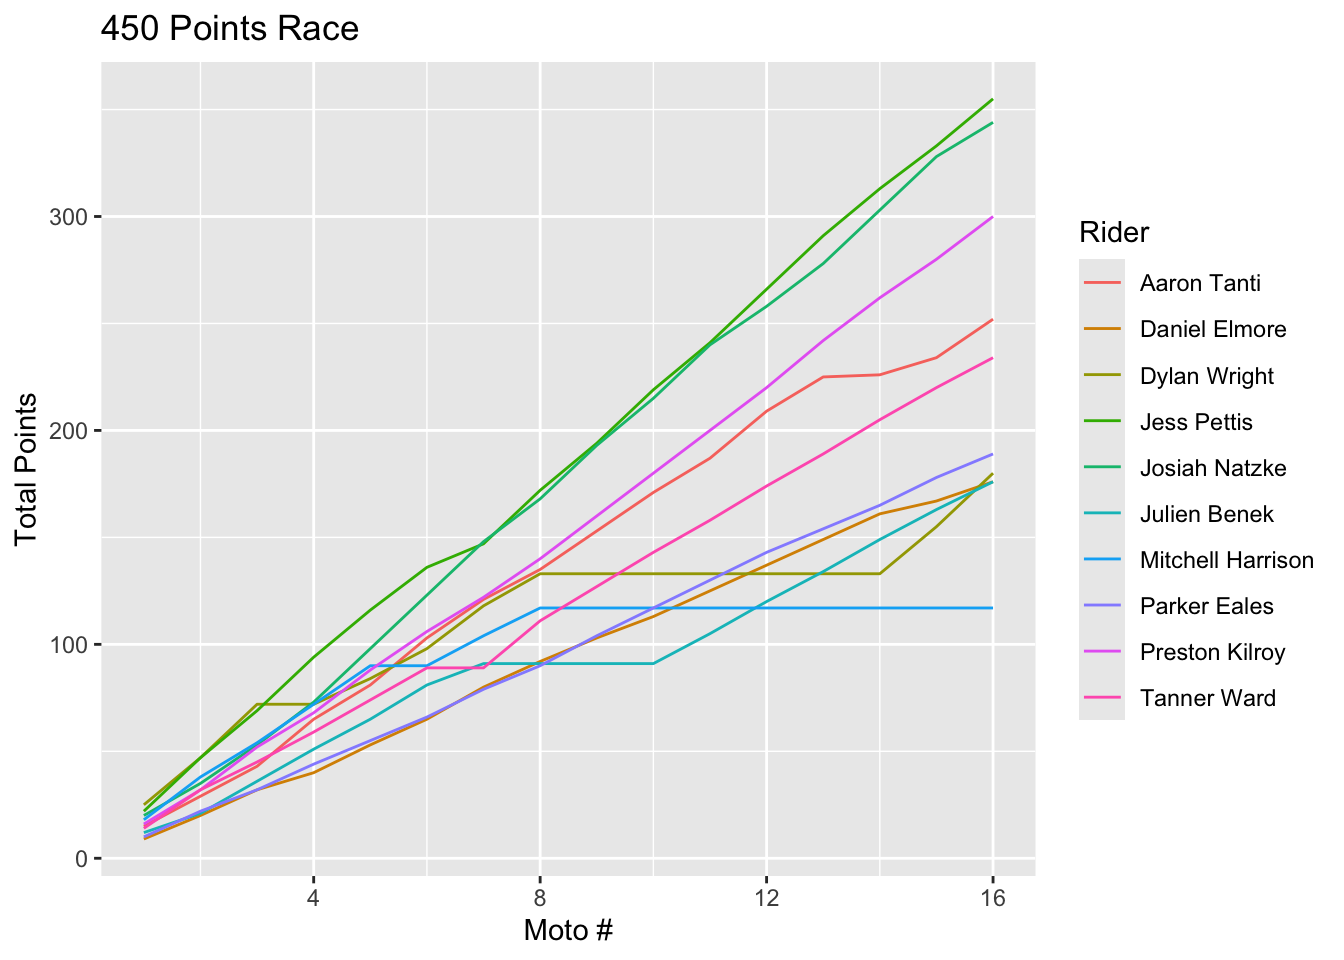 450 Points Race
Total Points
300
200
100
0
4 8 12 16
Moto #
Rider
Aaron Tanti
Daniel Elmore
Dylan Wright
Jess Pettis
Josiah Natzke
Julien Benek
Mitchell Harrison
Parker Eales
Preston Kilroy
Tanner Ward